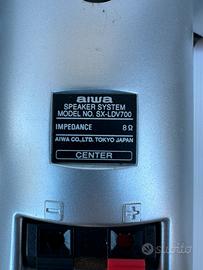 aiwa
SPEAKER SYSTEM
MODEL NO. SX-LDV700
IMPEDANCE 8Ω
AIWA CO.,LTD. TOKYO JAPAN
CENTER
subito